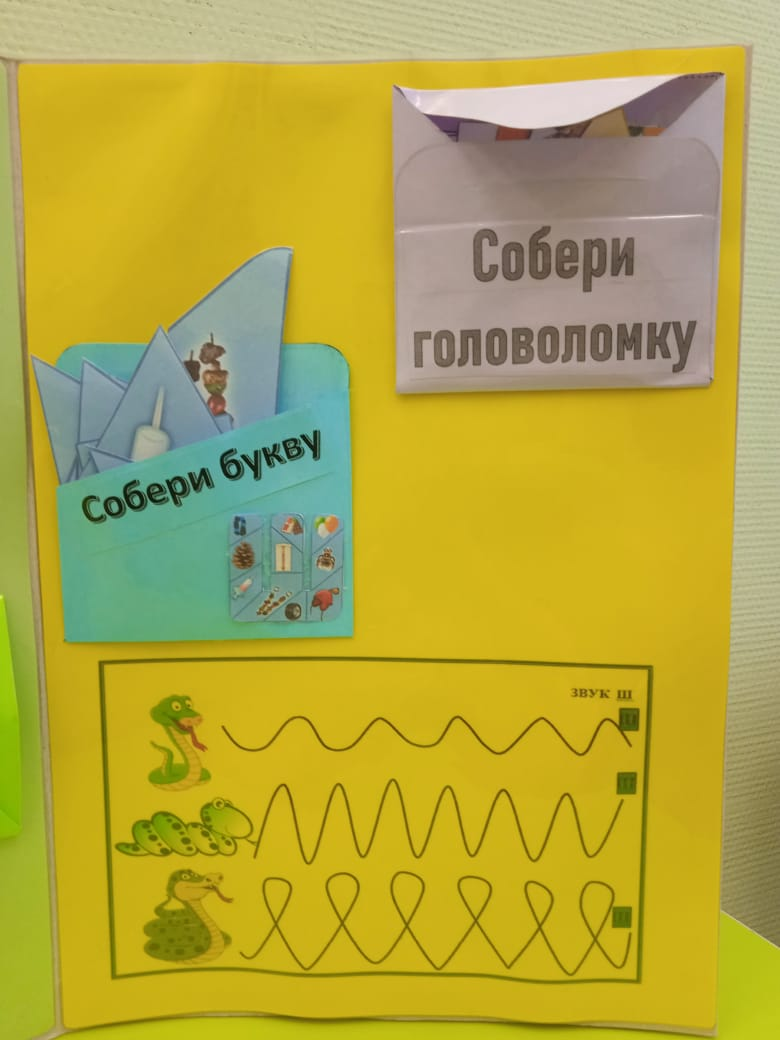 Собери
головоломку
Собери букву
ЗВУК Ш
Ш
Ш
Ш